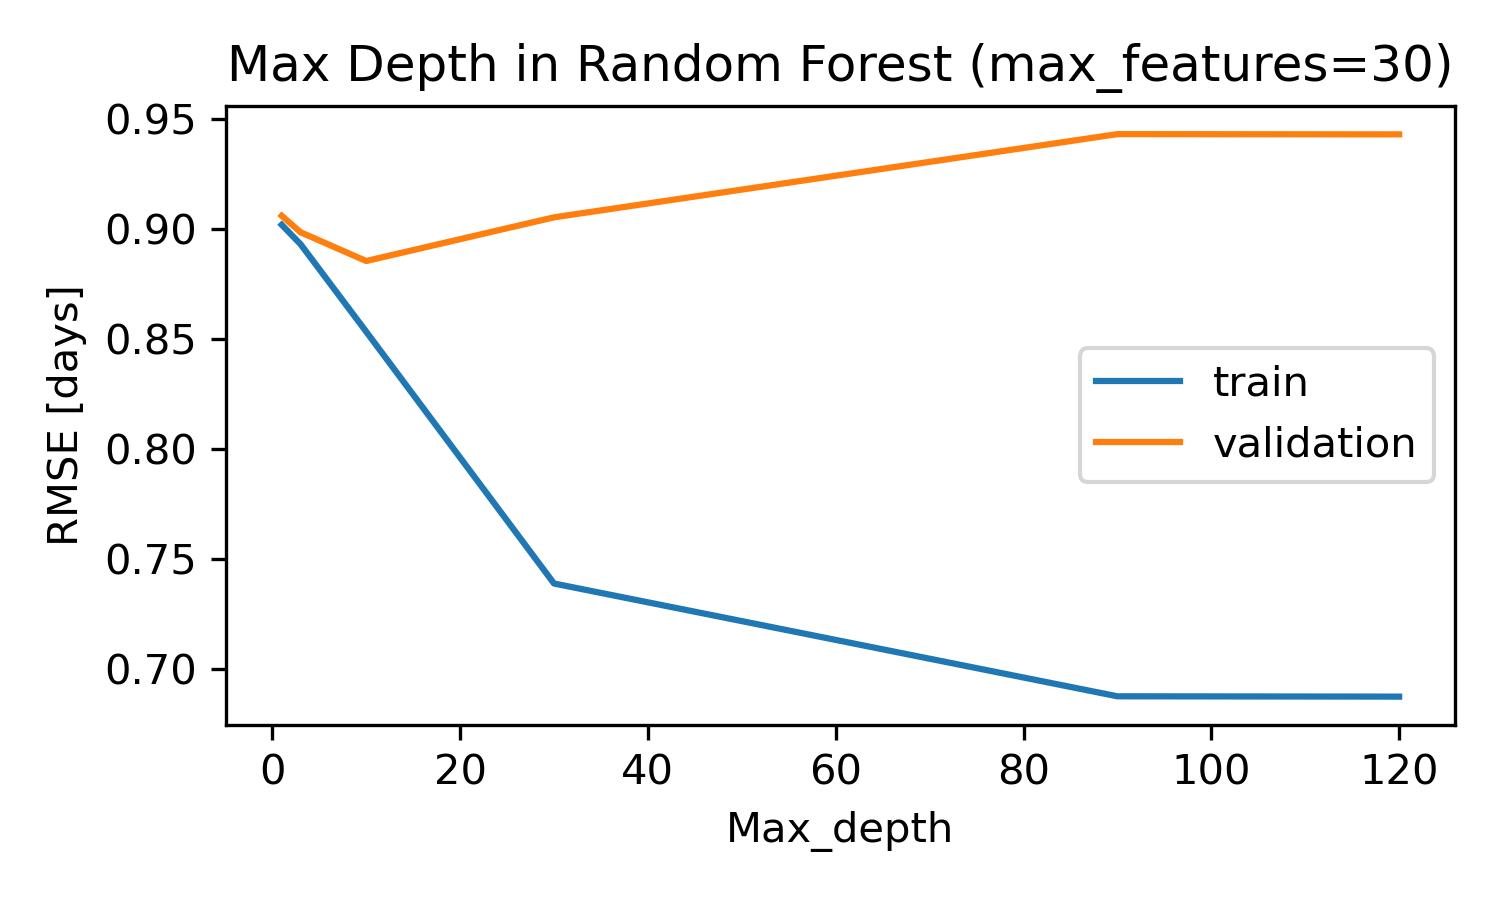 Max Depth in Random Forest (max_features=30)
RMSE [days]
0.95
0.90
0.85
0.80
0.75
0.70
train
validation
0 20 40 60 80 100 120
Max_depth